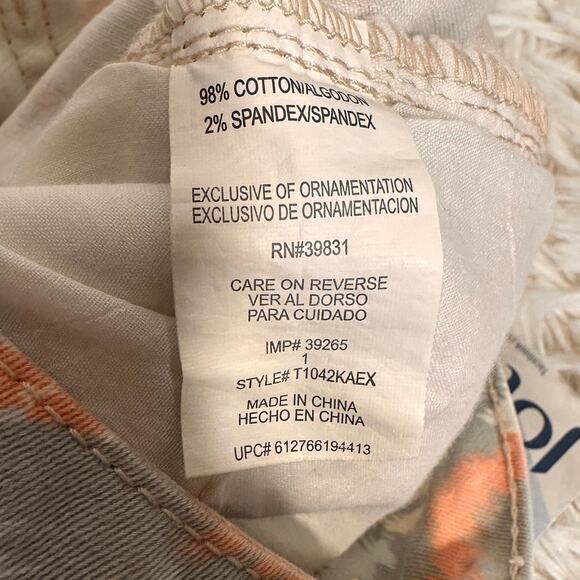 98% COTTON/ALGODON
2% SPANDEX/SPANDEX
EXCLUSIVE OF ORNAMENTATION
EXCLUSIVO DE ORNAMENTACION
RN#39831
CARE ON REVERSE
VER AL DORSO
PARA CUIDADO
IMP# 39265
1
STYLE# T1042KAEX
MADE IN CHINA
HECHO EN CHINA
UPC# 612766194413